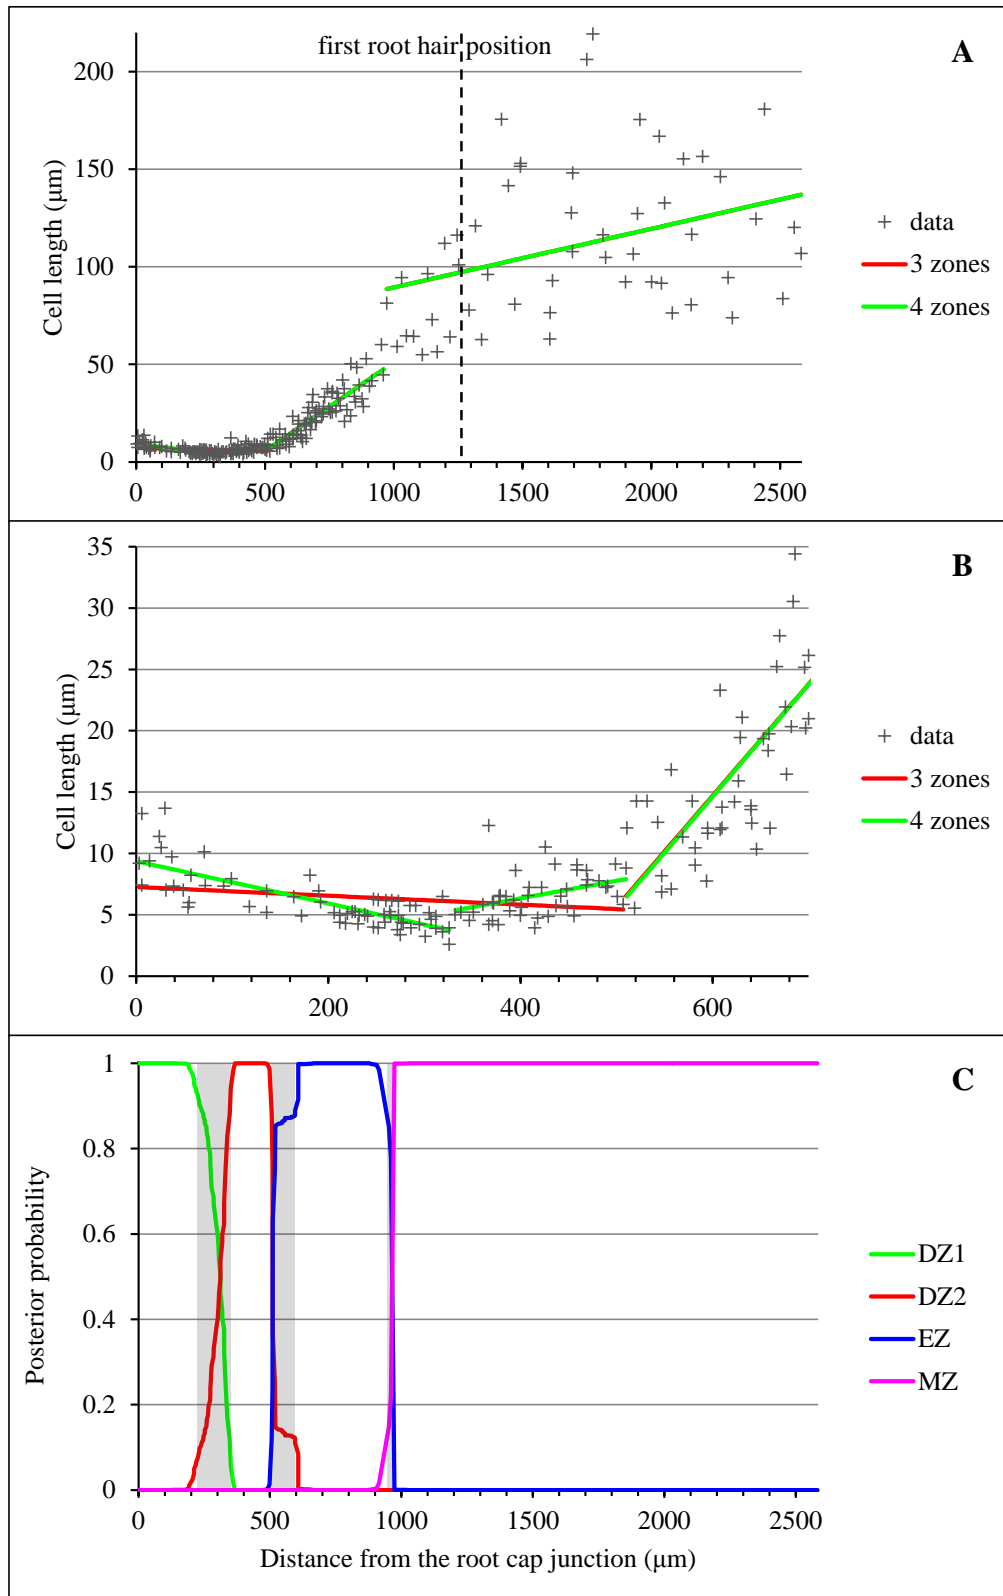 first root hair position
A
200
150
100
50
0
0 500 1000 1500 2000 2500
Cell length (μm)
data
3 zones
4 zones
B
35
30
25
20
15
10
5
0
0 200 400 600
Cell length (μm)
data
3 zones
4 zones
C
1
0.8
0.6
0.4
0.2
0
0 500 1000 1500 2000 2500
Posterior probability
Distance from the root cap junction (μm)
DZ1
DZ2
EZ
MZ